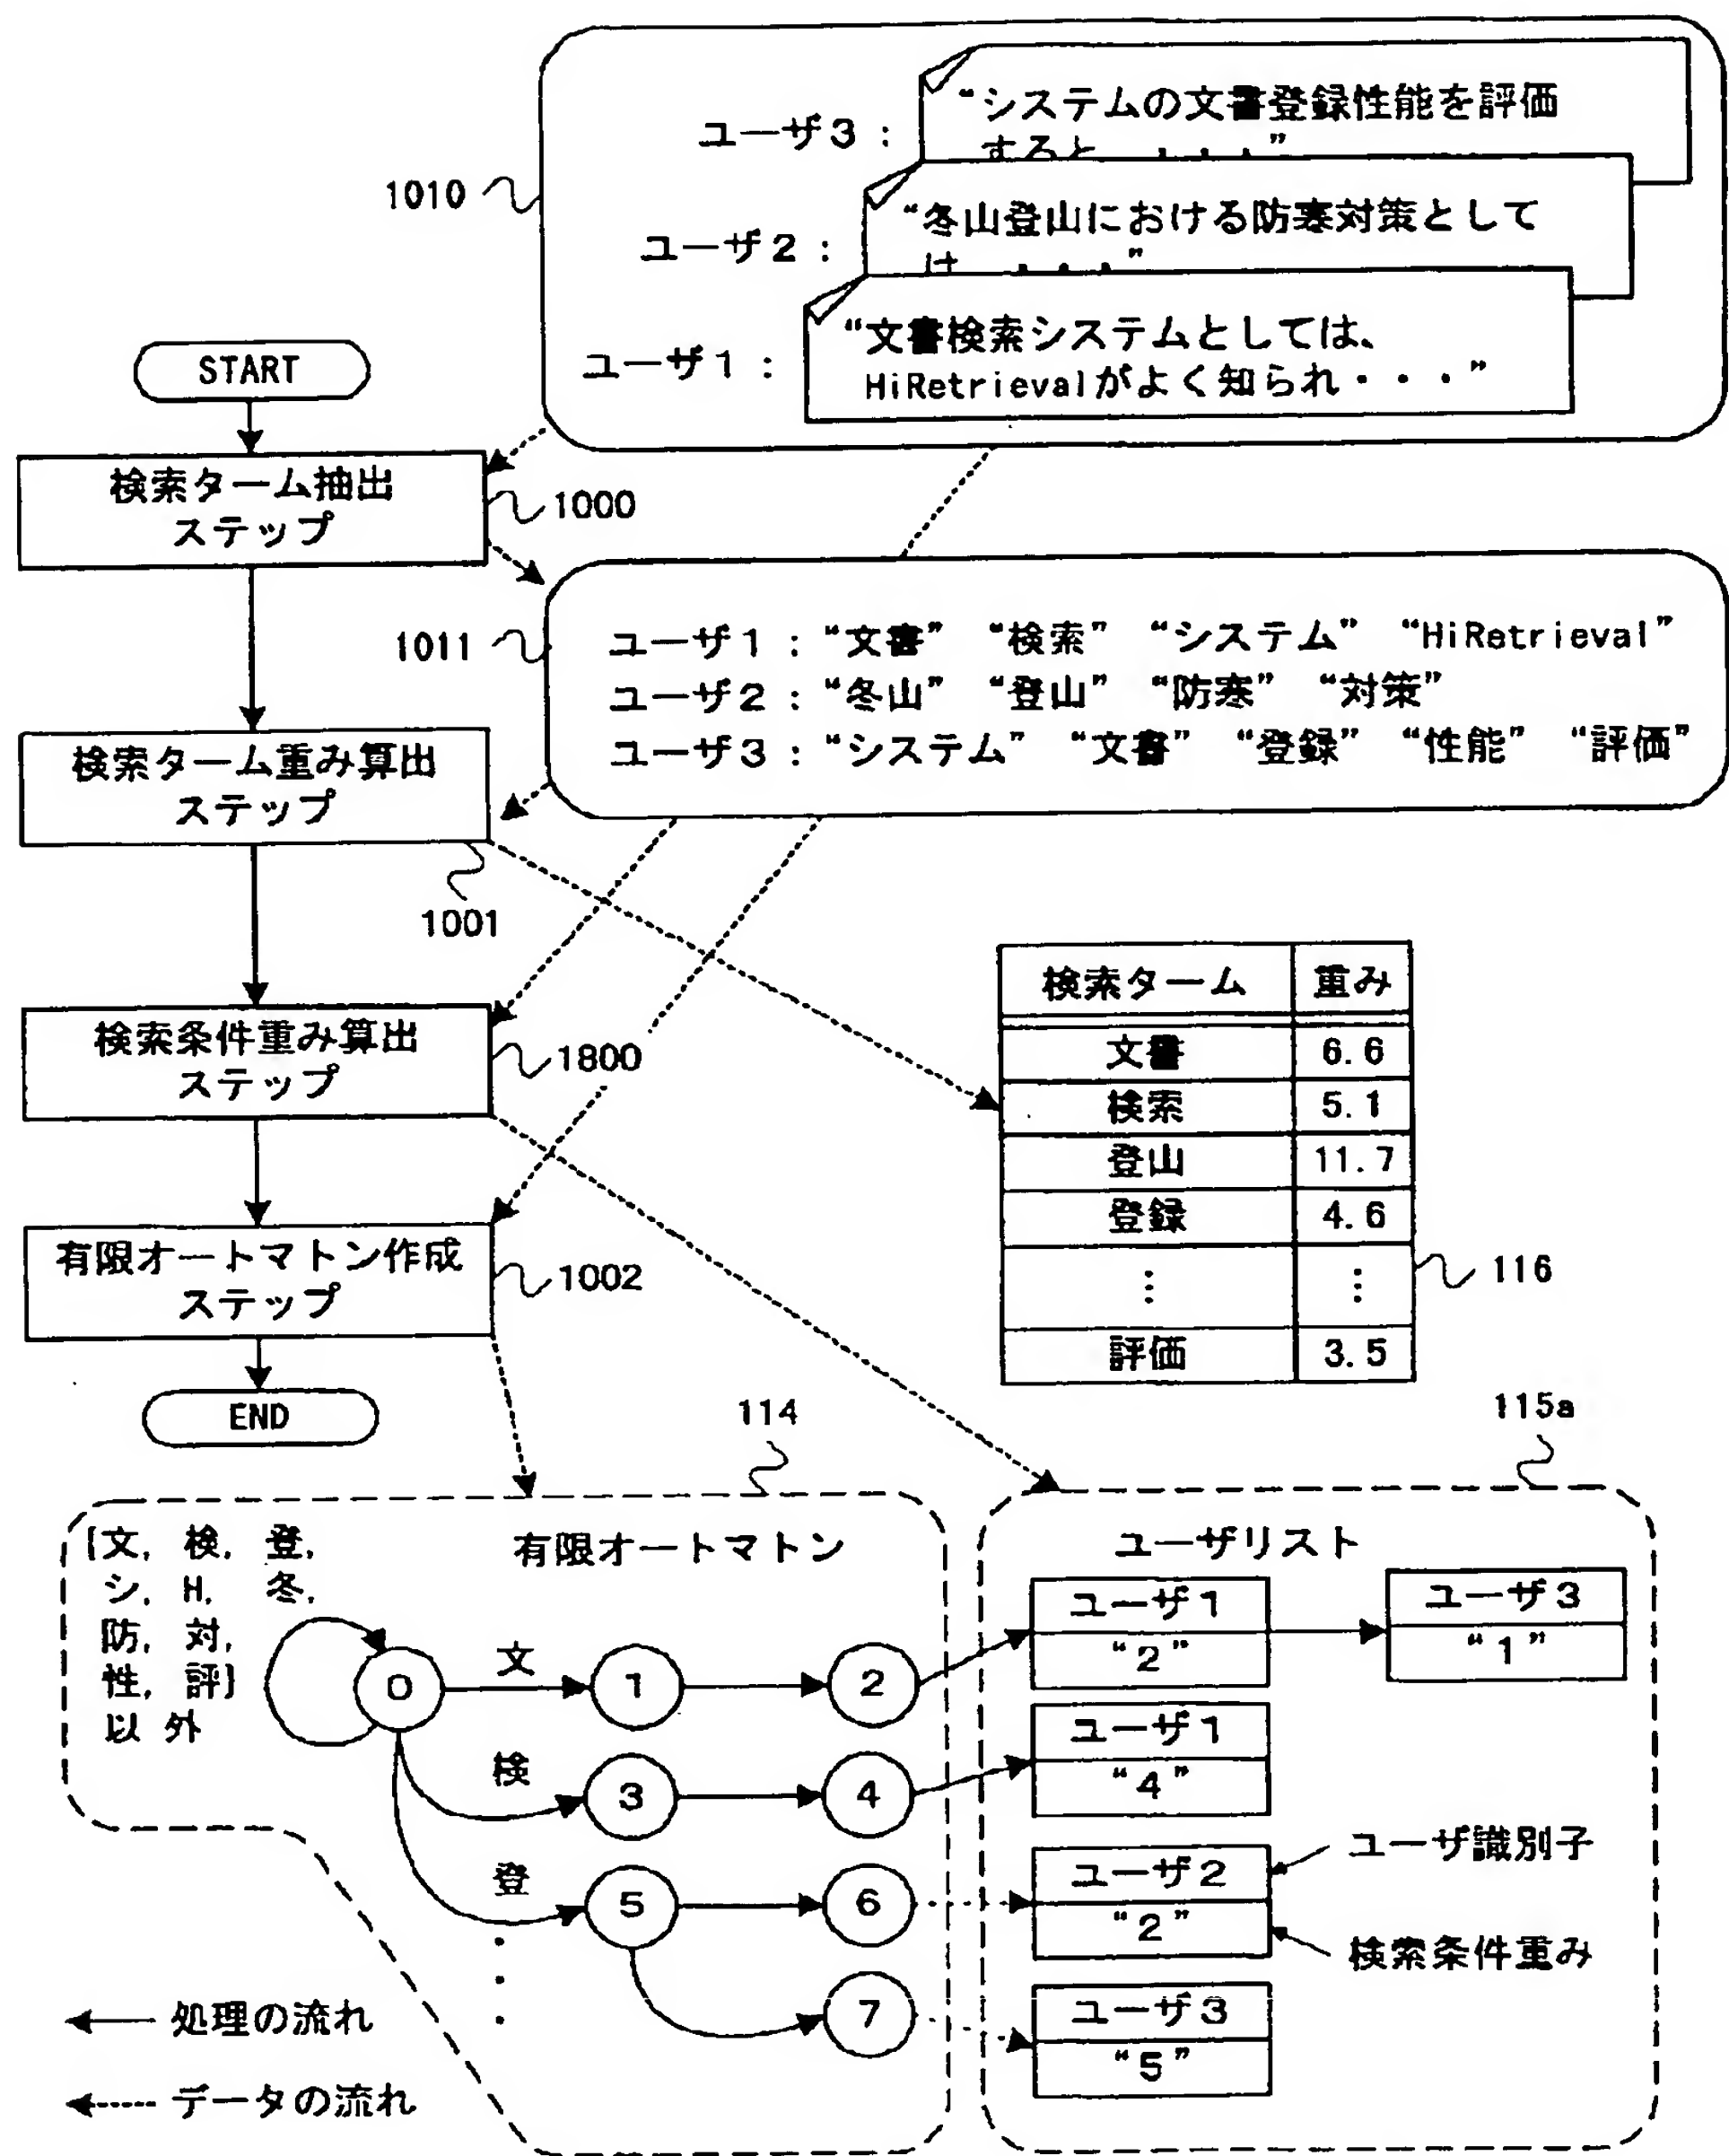 ユーザ3：
“システムの文書登録性能を評価
すると ・・・”
1010
ユーザ2：
“冬山登山における防寒対策として
は ・・・”
ユーザ1：
“文書検索システムとしては、
HiRetrievalがよく知られ・・・”
START
検索ターム抽出
ステップ
1000
1011
ユーザ1：“文書” “検索” “システム” “HiRetrieval”
ユーザ2：“冬山” “登山” “防寒” “対策”
ユーザ3：“システム” “文書” “登録” “性能” “評価”
検索ターム重み算出
ステップ
1001
検索条件重み算出
ステップ
1800
有限オートマトン作成
ステップ
1002
END
検索ターム 重み
文書 6.6
検索 5.1
登山 11.7
登録 4.6
⋮ ⋮
評価 3.5
116
114
115a
[文, 検, 登,
シ, H, 冬,
防, 対,
性, 評]
以外
有限オートマトン
0
文
1
2
検
3
4
登
5
6
7
ユーザリスト
ユーザ1
“2”
ユーザ3
“1”
ユーザ1
“4”
ユーザ2
“2”
ユーザ識別子
検索条件重み
ユーザ3
“5”
処理の流れ
データの流れ